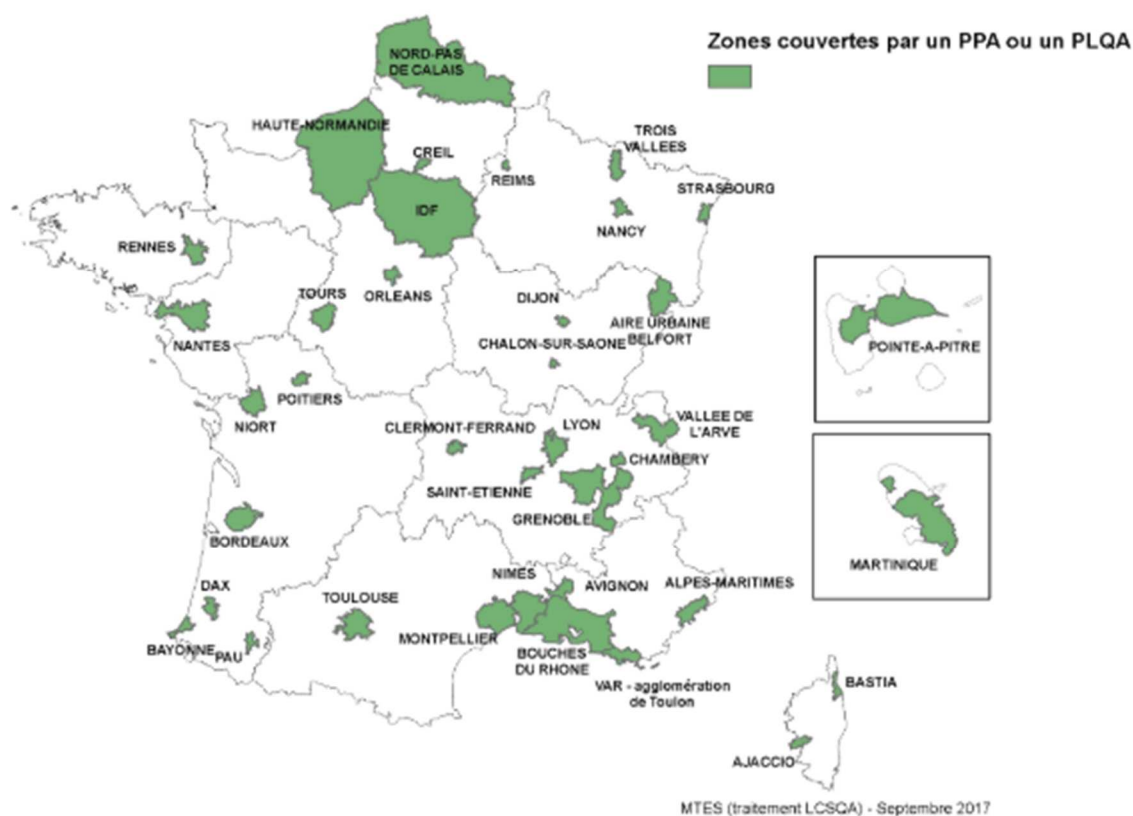 Zones couvertes par un PPA ou un PLQA
NORD-PAS
DE CALAIS
HAUTE-NORMANDIE
CREIL
REIMS
TROIS
VALLEES
STRASBOURG
IDF
NANCY
RENNES
TOURS
ORLEANS
DIJON
AIRE URBAINE
BELFORT
NANTES
CHALON-SUR-SAONE
POINTE-A-PITRE
POITIERS
NIORT
CLERMONT-FERRAND
LYON
VALLEE DE
L'ARVE
CHAMBERY
SAINT-ETIENNE
GRENOBLE
BORDEAUX
MARTINIQUE
NIMES
AVIGNON
ALPES-MARITIMES
DAX
TOULOUSE
MONTPELLIER
BAYONNE
PAU
BOUCHES
DU RHONE
VAR - agglomération
de Toulon
BASTIA
AJACCIO
MTES (traitement LCSQA) - Septembre 2017